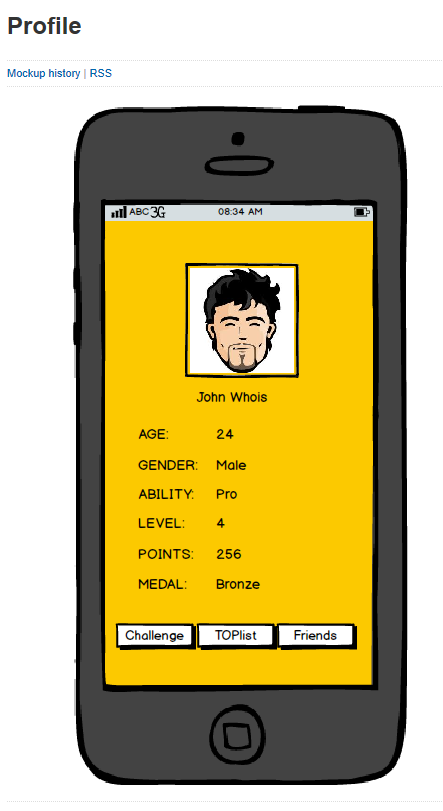 Profile
Mockup history | RSS
ABC 3G 08:34 AM
John Whois
AGE: 24
GENDER: Male
ABILITY: Pro
LEVEL: 4
POINTS: 256
MEDAL: Bronze
Challenge TOPlist Friends